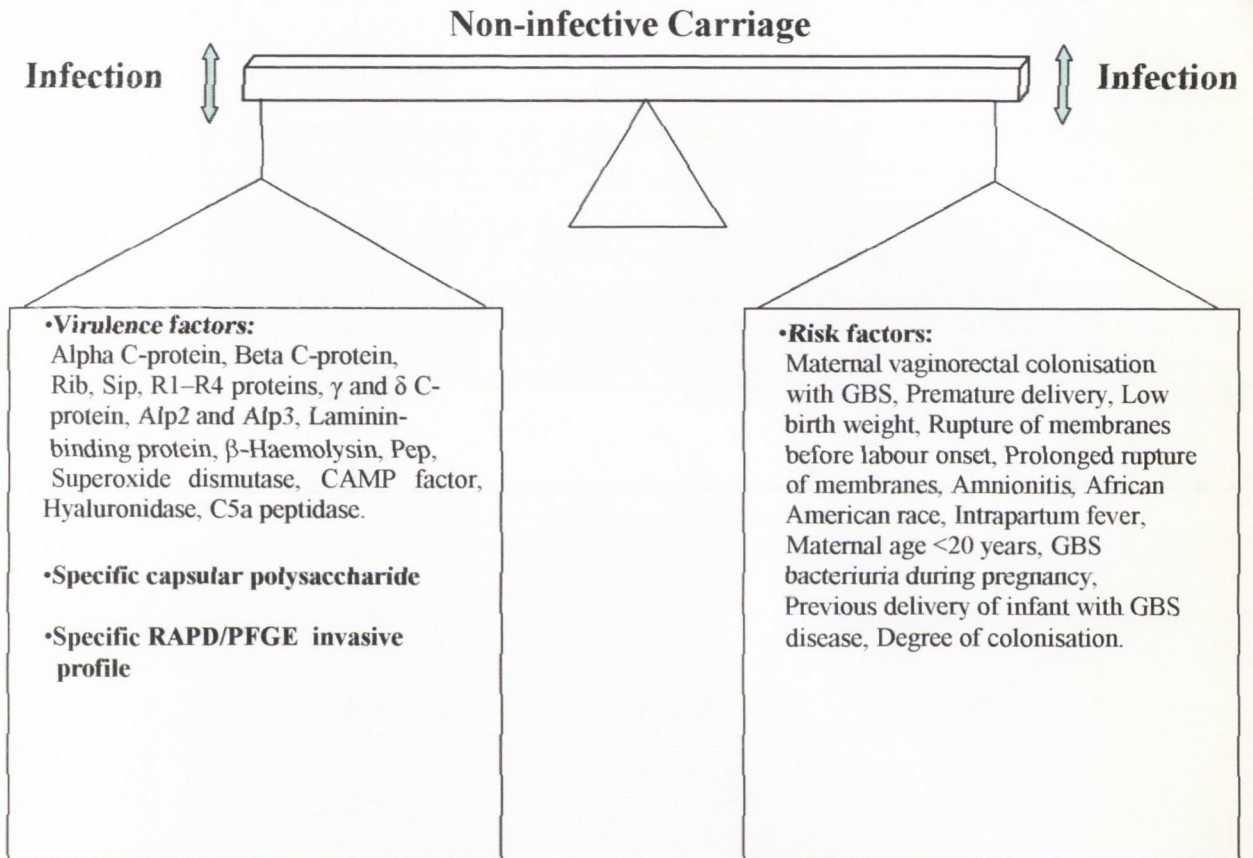 Non-infective Carriage
Infection
Infection
•Virulence factors:
Alpha C-protein, Beta C-protein,
Rib, Sip, R1–R4 proteins, γ and δ C-
protein, Alp2 and Alp3, Laminin-
binding protein, β-Haemolysin, Pep,
Superoxide dismutase, CAMP factor,
Hyaluronidase, C5a peptidase.
•Specific capsular polysaccharide
•Specific RAPD/PFGE invasive
profile
•Risk factors:
Maternal vaginorectal colonisation
with GBS, Premature delivery, Low
birth weight, Rupture of membranes
before labour onset, Prolonged rupture
of membranes, Amnionitis, African
American race, Intrapartum fever,
Maternal age <20 years, GBS
bacteriuria during pregnancy,
Previous delivery of infant with GBS
disease, Degree of colonisation.